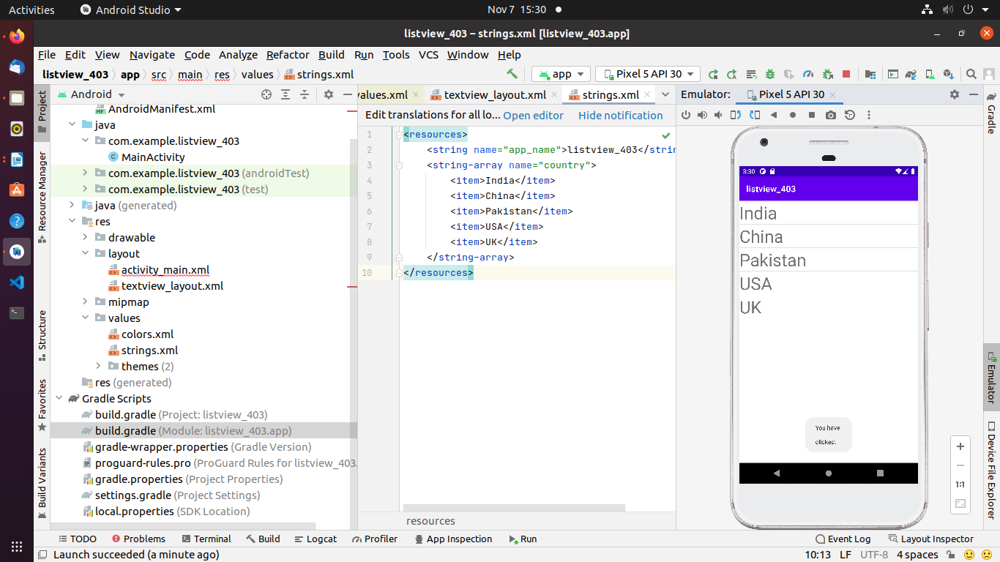 Activities
Android Studio
Nov 7 15:30
listview_403 – strings.xml [listview_403.app]
File Edit View Navigate Code Analyze Refactor Build Run Tools VCS Window Help
listview_403 app src main res values strings.xml
app
Pixel 5 API 30
Project
Resource Manager
Structure
Favorites
Build Variants
Android
AndroidManifest.xml
java
com.example.listview_403
MainActivity
com.example.listview_403 (androidTest)
com.example.listview_403 (test)
java (generated)
res
drawable
layout
activity_main.xml
textview_layout.xml
mipmap
values
colors.xml
strings.xml
themes (2)
res (generated)
Gradle Scripts
build.gradle (Project: listview_403)
build.gradle (Module: listview_403.app)
gradle-wrapper.properties (Gradle Version)
proguard-rules.pro (ProGuard Rules for listview_403.
gradle.properties (Project Properties)
settings.gradle (Project Settings)
local.properties (SDK Location)
values.xml textview_layout.xml strings.xml
Edit translations for all lo... Open editor Hide notification
1 <resources>
2 <string name="app_name">listview_403</strin
3 <string-array name="country">
4 <item>India</item>
5 <item>China</item>
6 <item>Pakistan</item>
7 <item>USA</item>
8 <item>UK</item>
9 </string-array>
10 </resources>
resources
Emulator: Pixel 5 API 30
3:30
listview_403
India
China
Pakistan
USA
UK
You have
clicked:
1:1
Gradle
Emulator
Device File Explorer
TODO Problems Terminal Build Logcat Profiler App Inspection Run Event Log Layout Inspector
Launch succeeded (a minute ago)
10:13 LF UTF-8 4 spaces